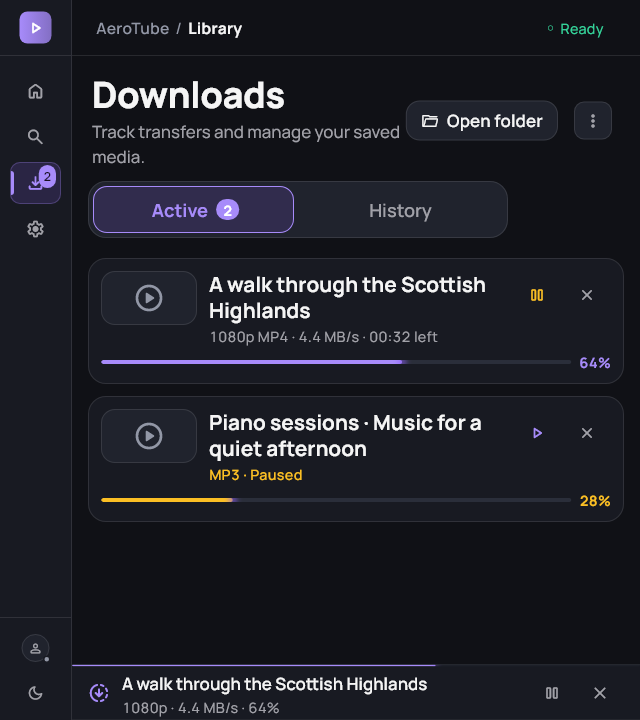 AeroTube / Library
Ready
Downloads
Track transfers and manage your saved
media.
Open folder
2
Active 2
History
A walk through the Scottish
Highlands
1080p MP4 · 4.4 MB/s · 00:32 left
64%
Piano sessions · Music for a
quiet afternoon
MP3 · Paused
28%
A walk through the Scottish Highlands
1080p · 4.4 MB/s · 64%